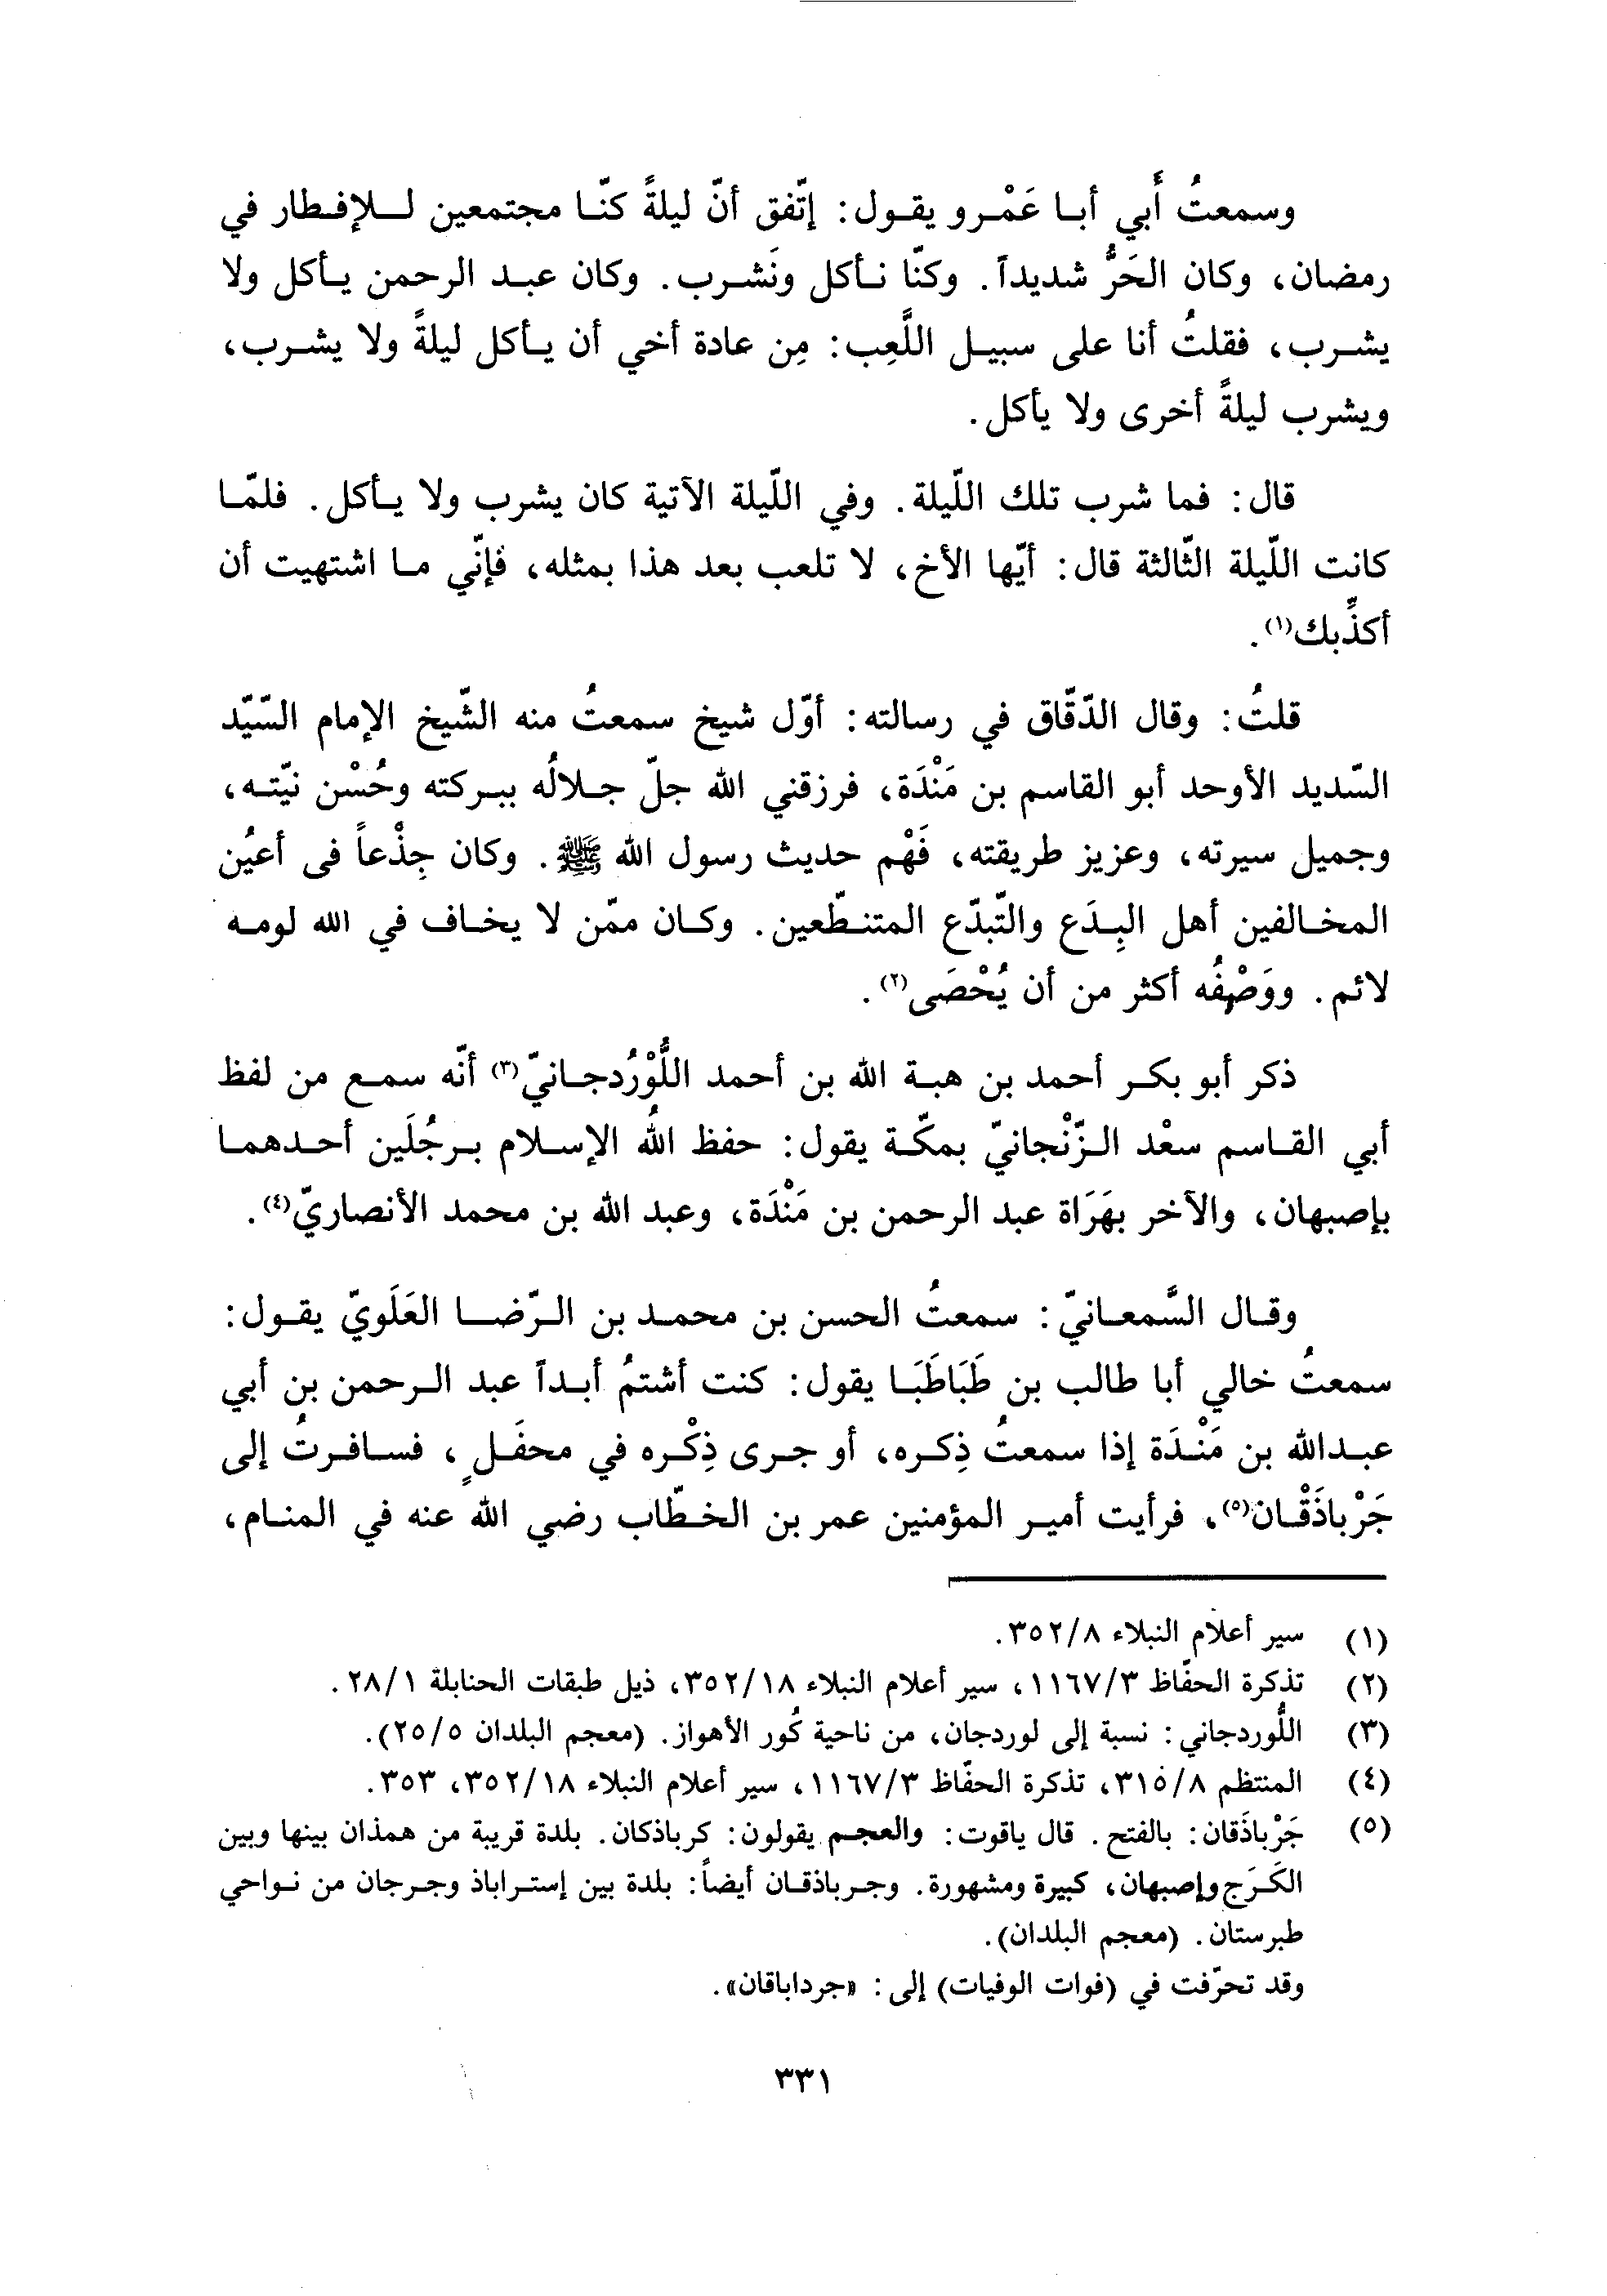 وسمعتُ أَبي أبا عَمْرو يقول: إتّفق أنّ ليلةً كنّا مجتمعين للإفطار في
رمضان، وكان الحَرُّ شديداً. وكنّا نأكل ونَشرب. وكان عبد الرحمن يأكل ولا
يشرب، فقلتُ أنا على سبيل اللَّعِب: مِن عادة أخي أن يأكل ليلةً ولا يشرب،
ويشرب ليلةً أخرى ولا يأكل.
قال: فما شرب تلك اللّيلة. وفي اللّيلة الآتية كان يشرب ولا يأكل. فلمّا
كانت اللّيلة الثّالثة قال: أيّها الأخ، لا تلعب بعد هذا بمثله، فإنّي ما اشتهيت أن
أكذِّبك(١).
قلتُ: وقال الدّقّاق في رسالته: أوّل شيخ سمعتُ منه الشّيخ الإمام السّيّد
السّديد الأوحد أبو القاسم بن مَنْدَة، فرزقني الله جلّ جلالُه ببركته وحُسْن نيّته،
وجميل سيرته، وعزيز طريقته، فَهْم حديث رسول الله ﷺ. وكان جِذْعاً فى أعيُن
المخالفين أهل البِدَع والتّبدّع المتنطّعين. وكان ممّن لا يخاف في الله لومه
لائم. ووَصْفُه أكثر من أن يُحْصَى(٢).
ذكر أبو بكر أحمد بن هبة الله بن أحمد اللُّوْرُدجانيّ(٣) أنّه سمع من لفظ
أبي القاسم سعْد الزّنْجانيّ بمكّة يقول: حفظ اللهُ الإسلام برجُلَين أحدهما
بإصبهان، والآخر بهَرَاة عبد الرحمن بن مَنْدَة، وعبد الله بن محمد الأنصاريّ(٤).
وقال السَّمعانيّ: سمعتُ الحسن بن محمد بن الرّضا العَلَويّ يقول:
سمعتُ خالي أبا طالب بن طَبَاطَبَا يقول: كنت أشتمُ أبداً عبد الرحمن بن أبي
عبدالله بن مَنْدَة إذا سمعتُ ذِكره، أو جرى ذِكْره في محفَلٍ، فسافرتُ إلى
جَرْباذَقْان(٥)، فرأيت أمير المؤمنين عمر بن الخطّاب رضي الله عنه في المنام،
(١) سير أعلام النبلاء ٣٥٢/٨.
(٢) تذكرة الحفّاظ ١١٦٧/٣، سير أعلام النبلاء ٣٥٢/١٨، ذيل طبقات الحنابلة ٢٨/١.
(٣) اللُّوردجاني: نسبة إلى لوردجان، من ناحية كُور الأهواز. (معجم البلدان ٢٥/٥).
(٤) المنتظم ٣١٥/٨، تذكرة الحفّاظ ١١٦٧/٣، سير أعلام النبلاء ٣٥٢/١٨، ٣٥٣.
(٥) جَرْباذَقان: بالفتح. قال ياقوت: والعجم يقولون: كرباذكان. بلدة قريبة من همذان بينها وبين
الكَرَج وإصبهان، كبيرة ومشهورة. وجرباذقان أيضاً: بلدة بين إستراباذ وجرجان من نواحي
طبرستان. (معجم البلدان).
وقد تحرّفت في (فوات الوفيات) إلى: «جرداباقان».
٣٣١